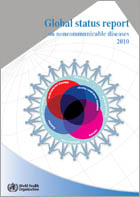 Global status report
on noncommunicable diseases
2010
World Health
Organization